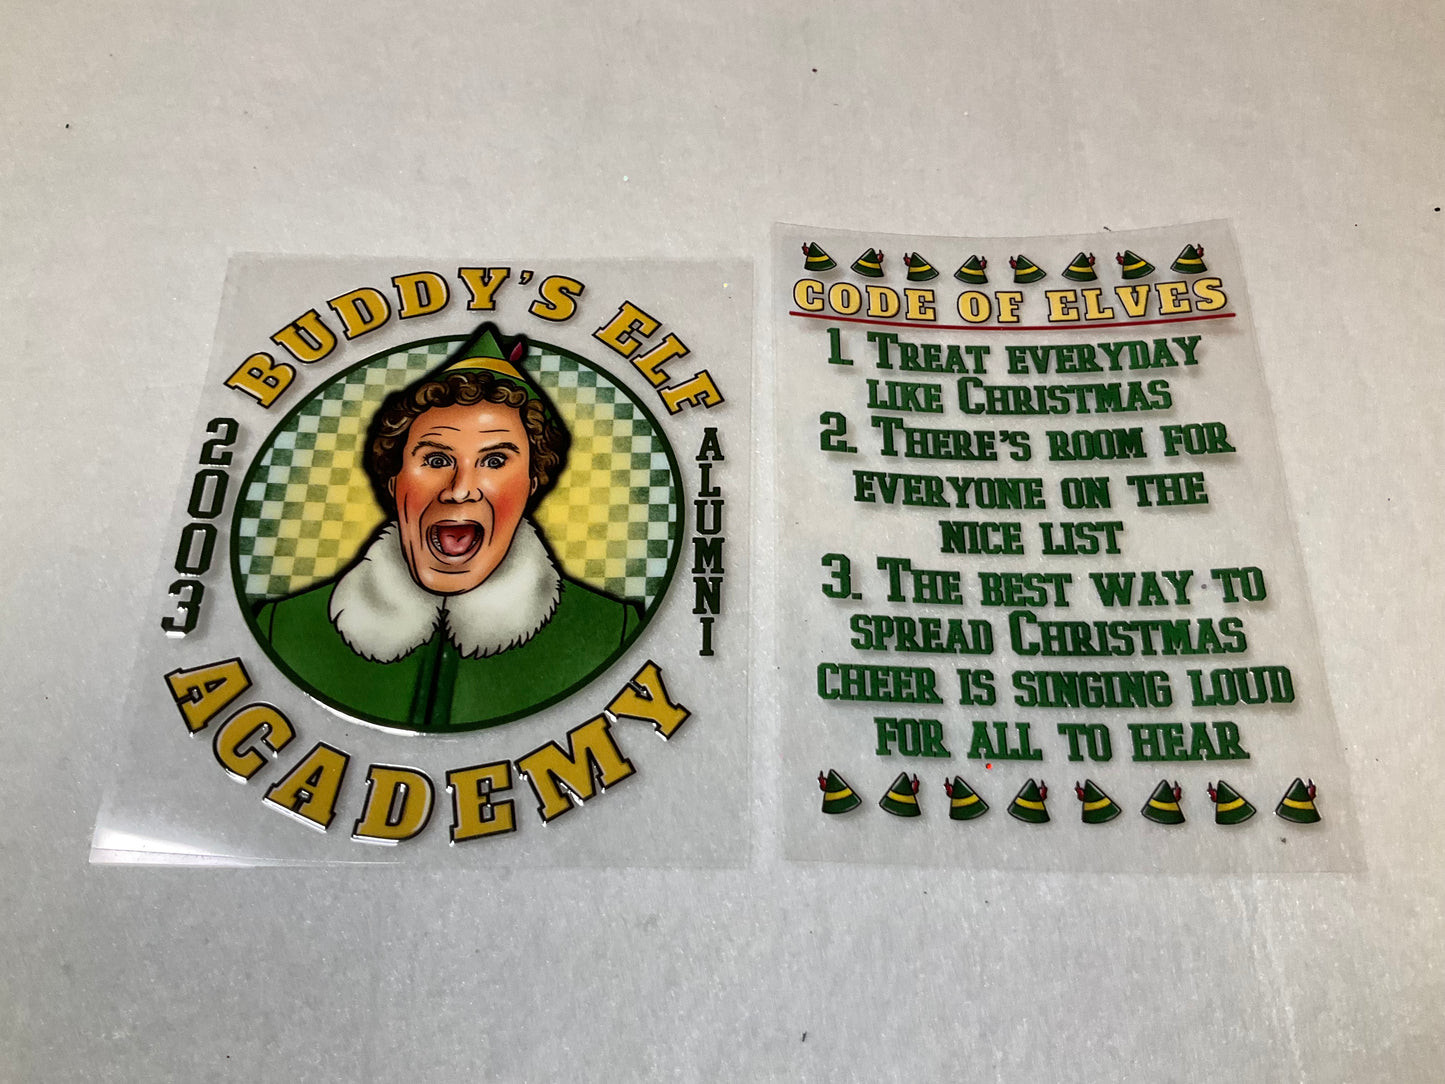 BUDDY'S ELF
2003
ALUMNI
ACADEMY
CODE OF ELVES
1. TREAT EVERYDAY
LIKE CHRISTMAS
2. THERE'S ROOM FOR
EVERYONE ON THE
NICE LIST
3. THE BEST WAY TO
SPREAD CHRISTMAS
CHEER IS SINGING LOUD
FOR ALL TO HEAR